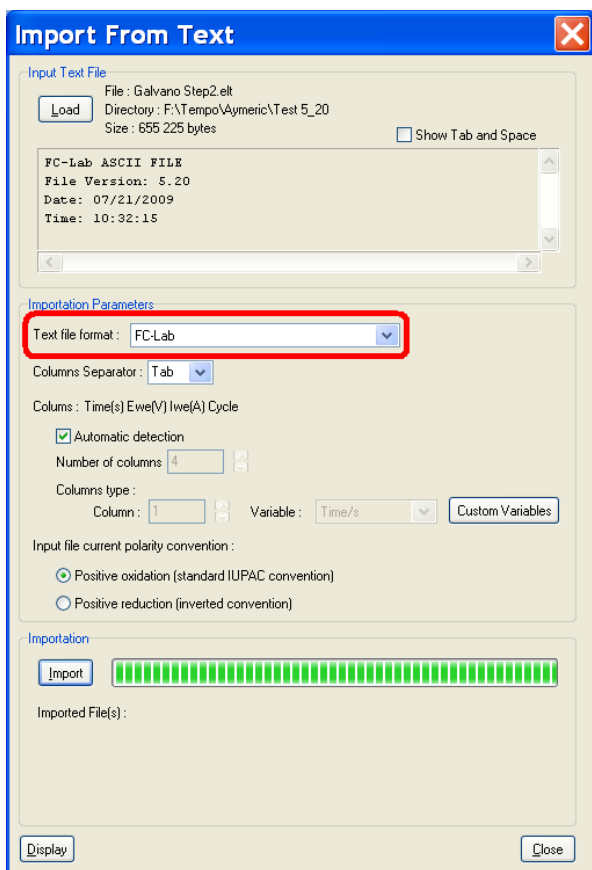 Import From Text
Input Text File
File : Galvano Step2.elt
Load
Directory : F:\Tempo\Aymeric\Test 5_20
Size : 655 225 bytes
Show Tab and Space
FC-Lab ASCII FILE
File Version: 5.20
Date: 07/21/2009
Time: 10:32:15
Importation Parameters
Text file format : FC-Lab
Columns Separator : Tab
Colums : Time(s) Ewe(V) Iwe(A) Cycle
Automatic detection
Number of columns 4
Columns type :
Column : 1 Variable : Time/s Custom Variables
Input file current polarity convention :
Positive oxidation (standard IUPAC convention)
Positive reduction (inverted convention)
Importation
Import
Imported File(s) :
Display Close